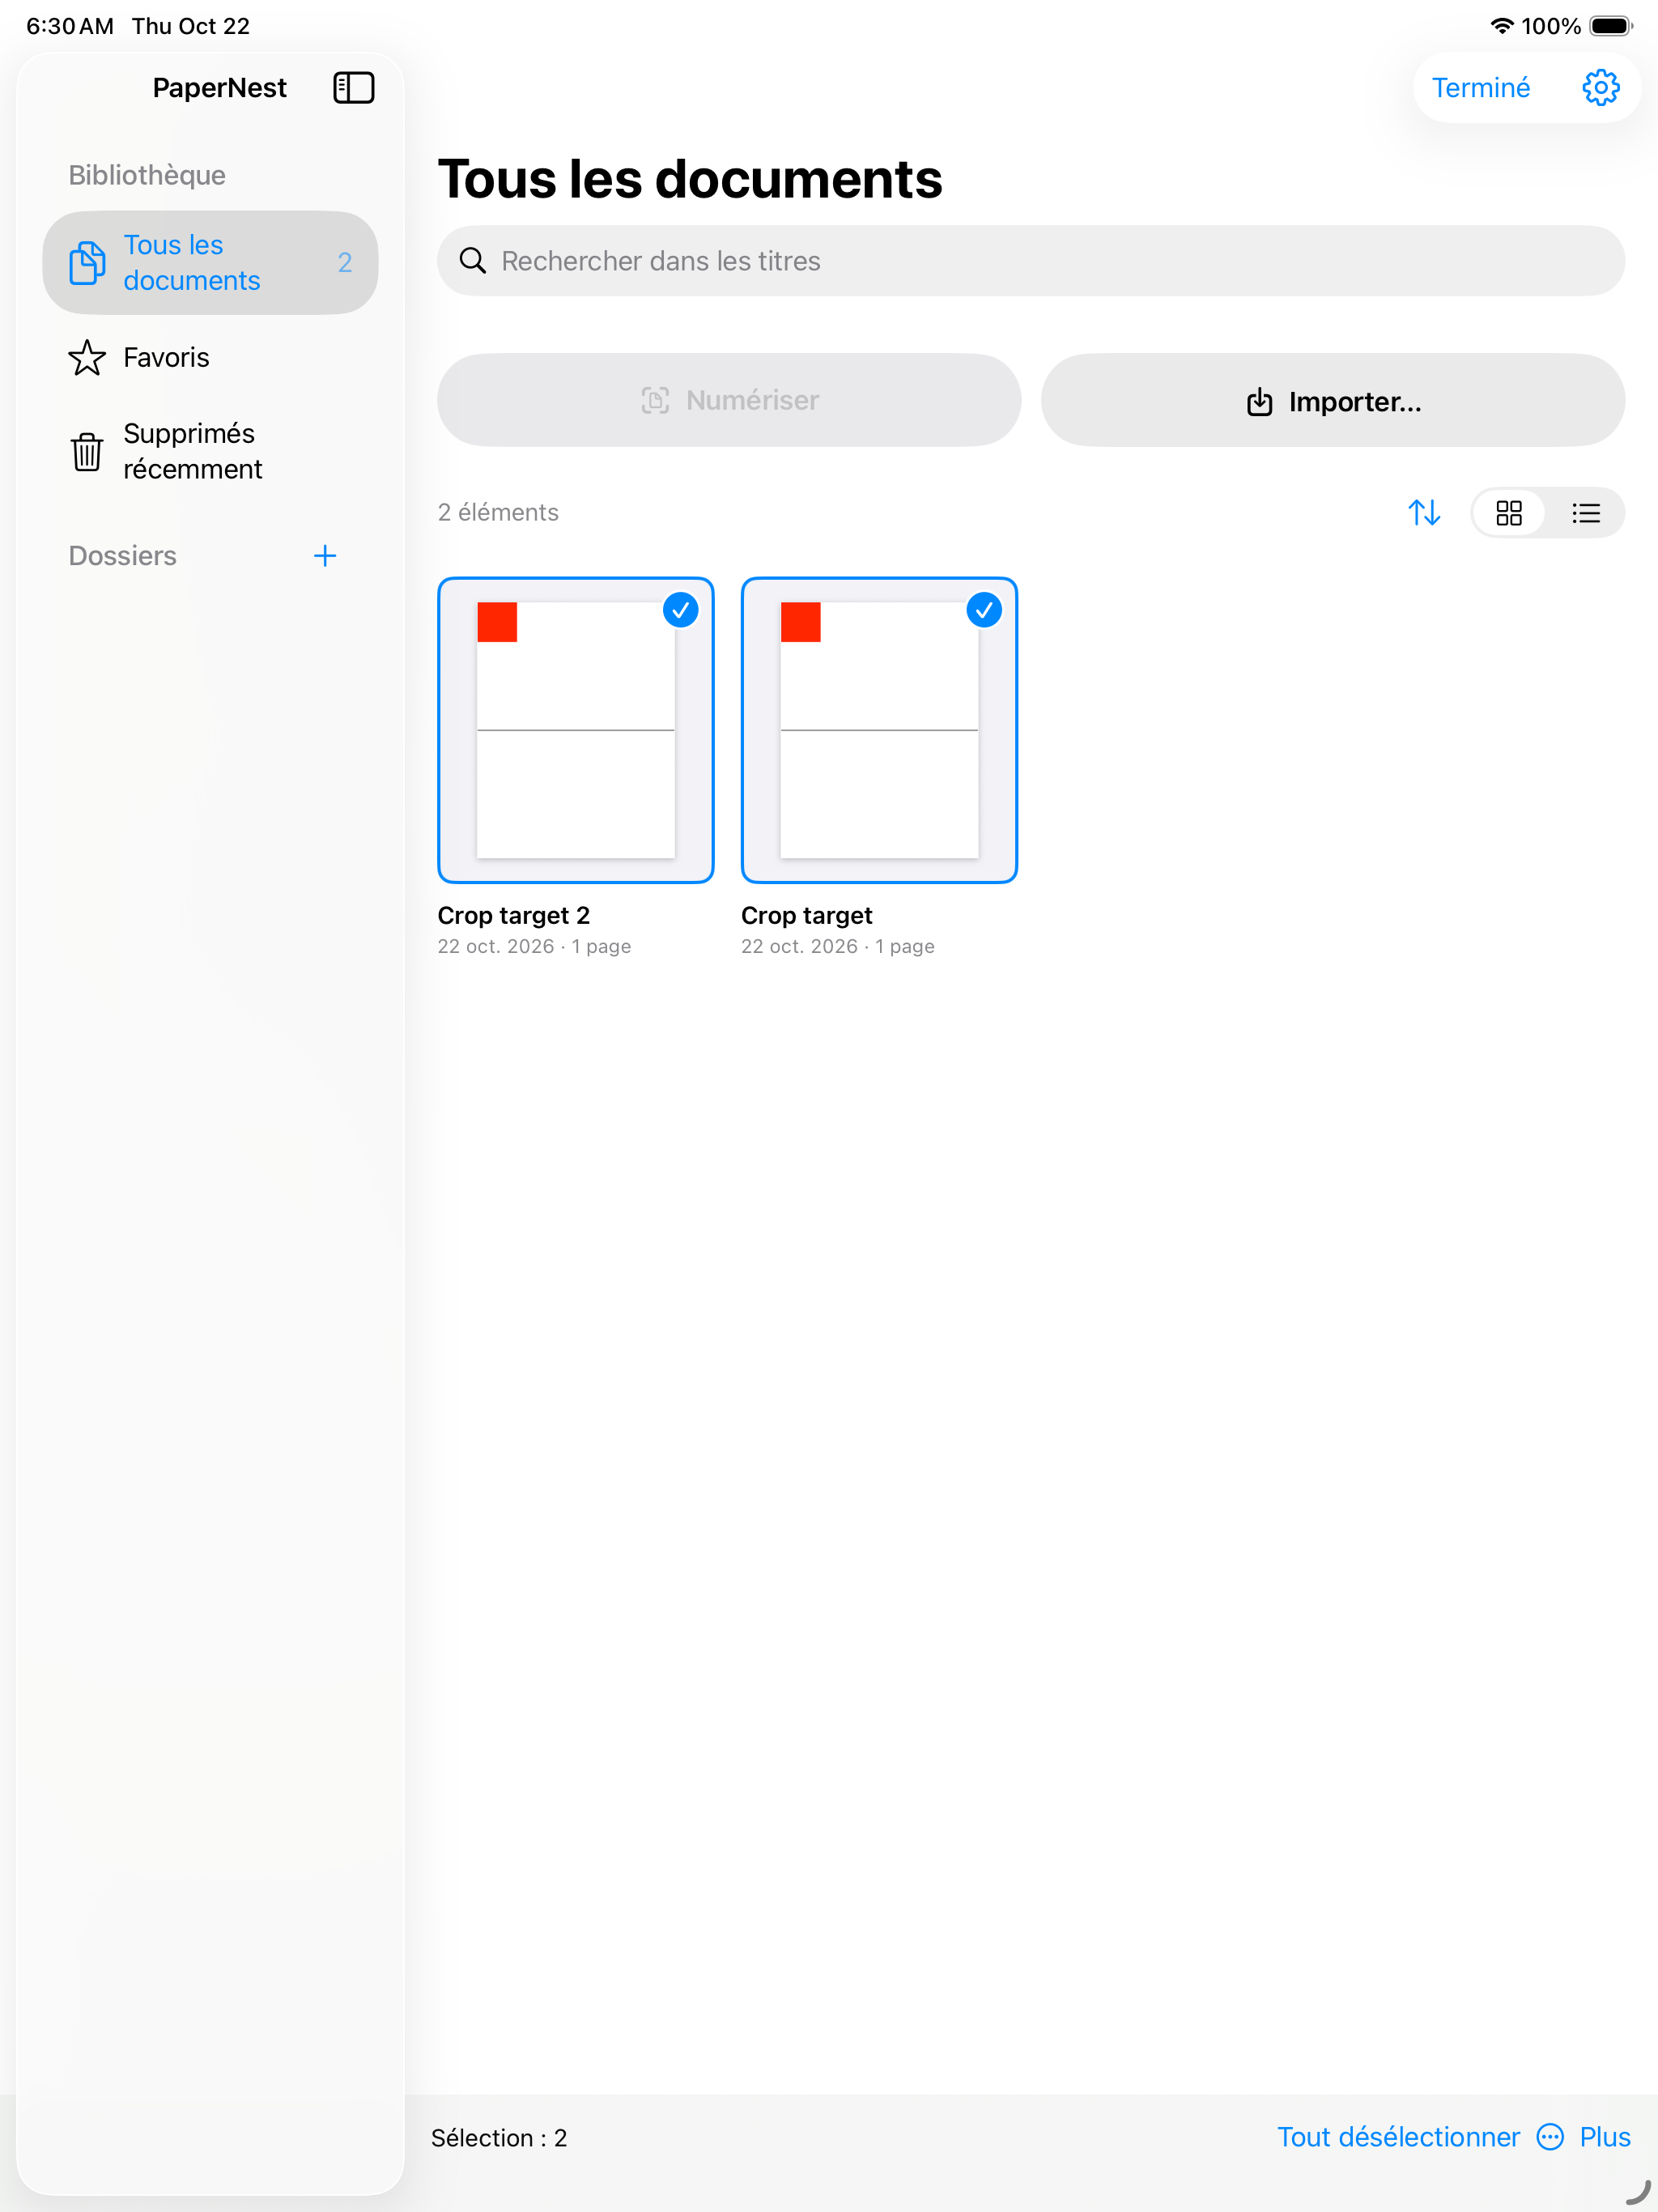 6:30 AM Thu Oct 22
100%
PaperNest
Terminé
Bibliothèque
Tous les
documents
2
Favoris
Supprimés
récemment
Dossiers
Tous les documents
Rechercher dans les titres
Numériser
Importer...
2 éléments
Crop target 2
22 oct. 2026 · 1 page
Crop target
22 oct. 2026 · 1 page
Sélection : 2
Tout désélectionner
Plus